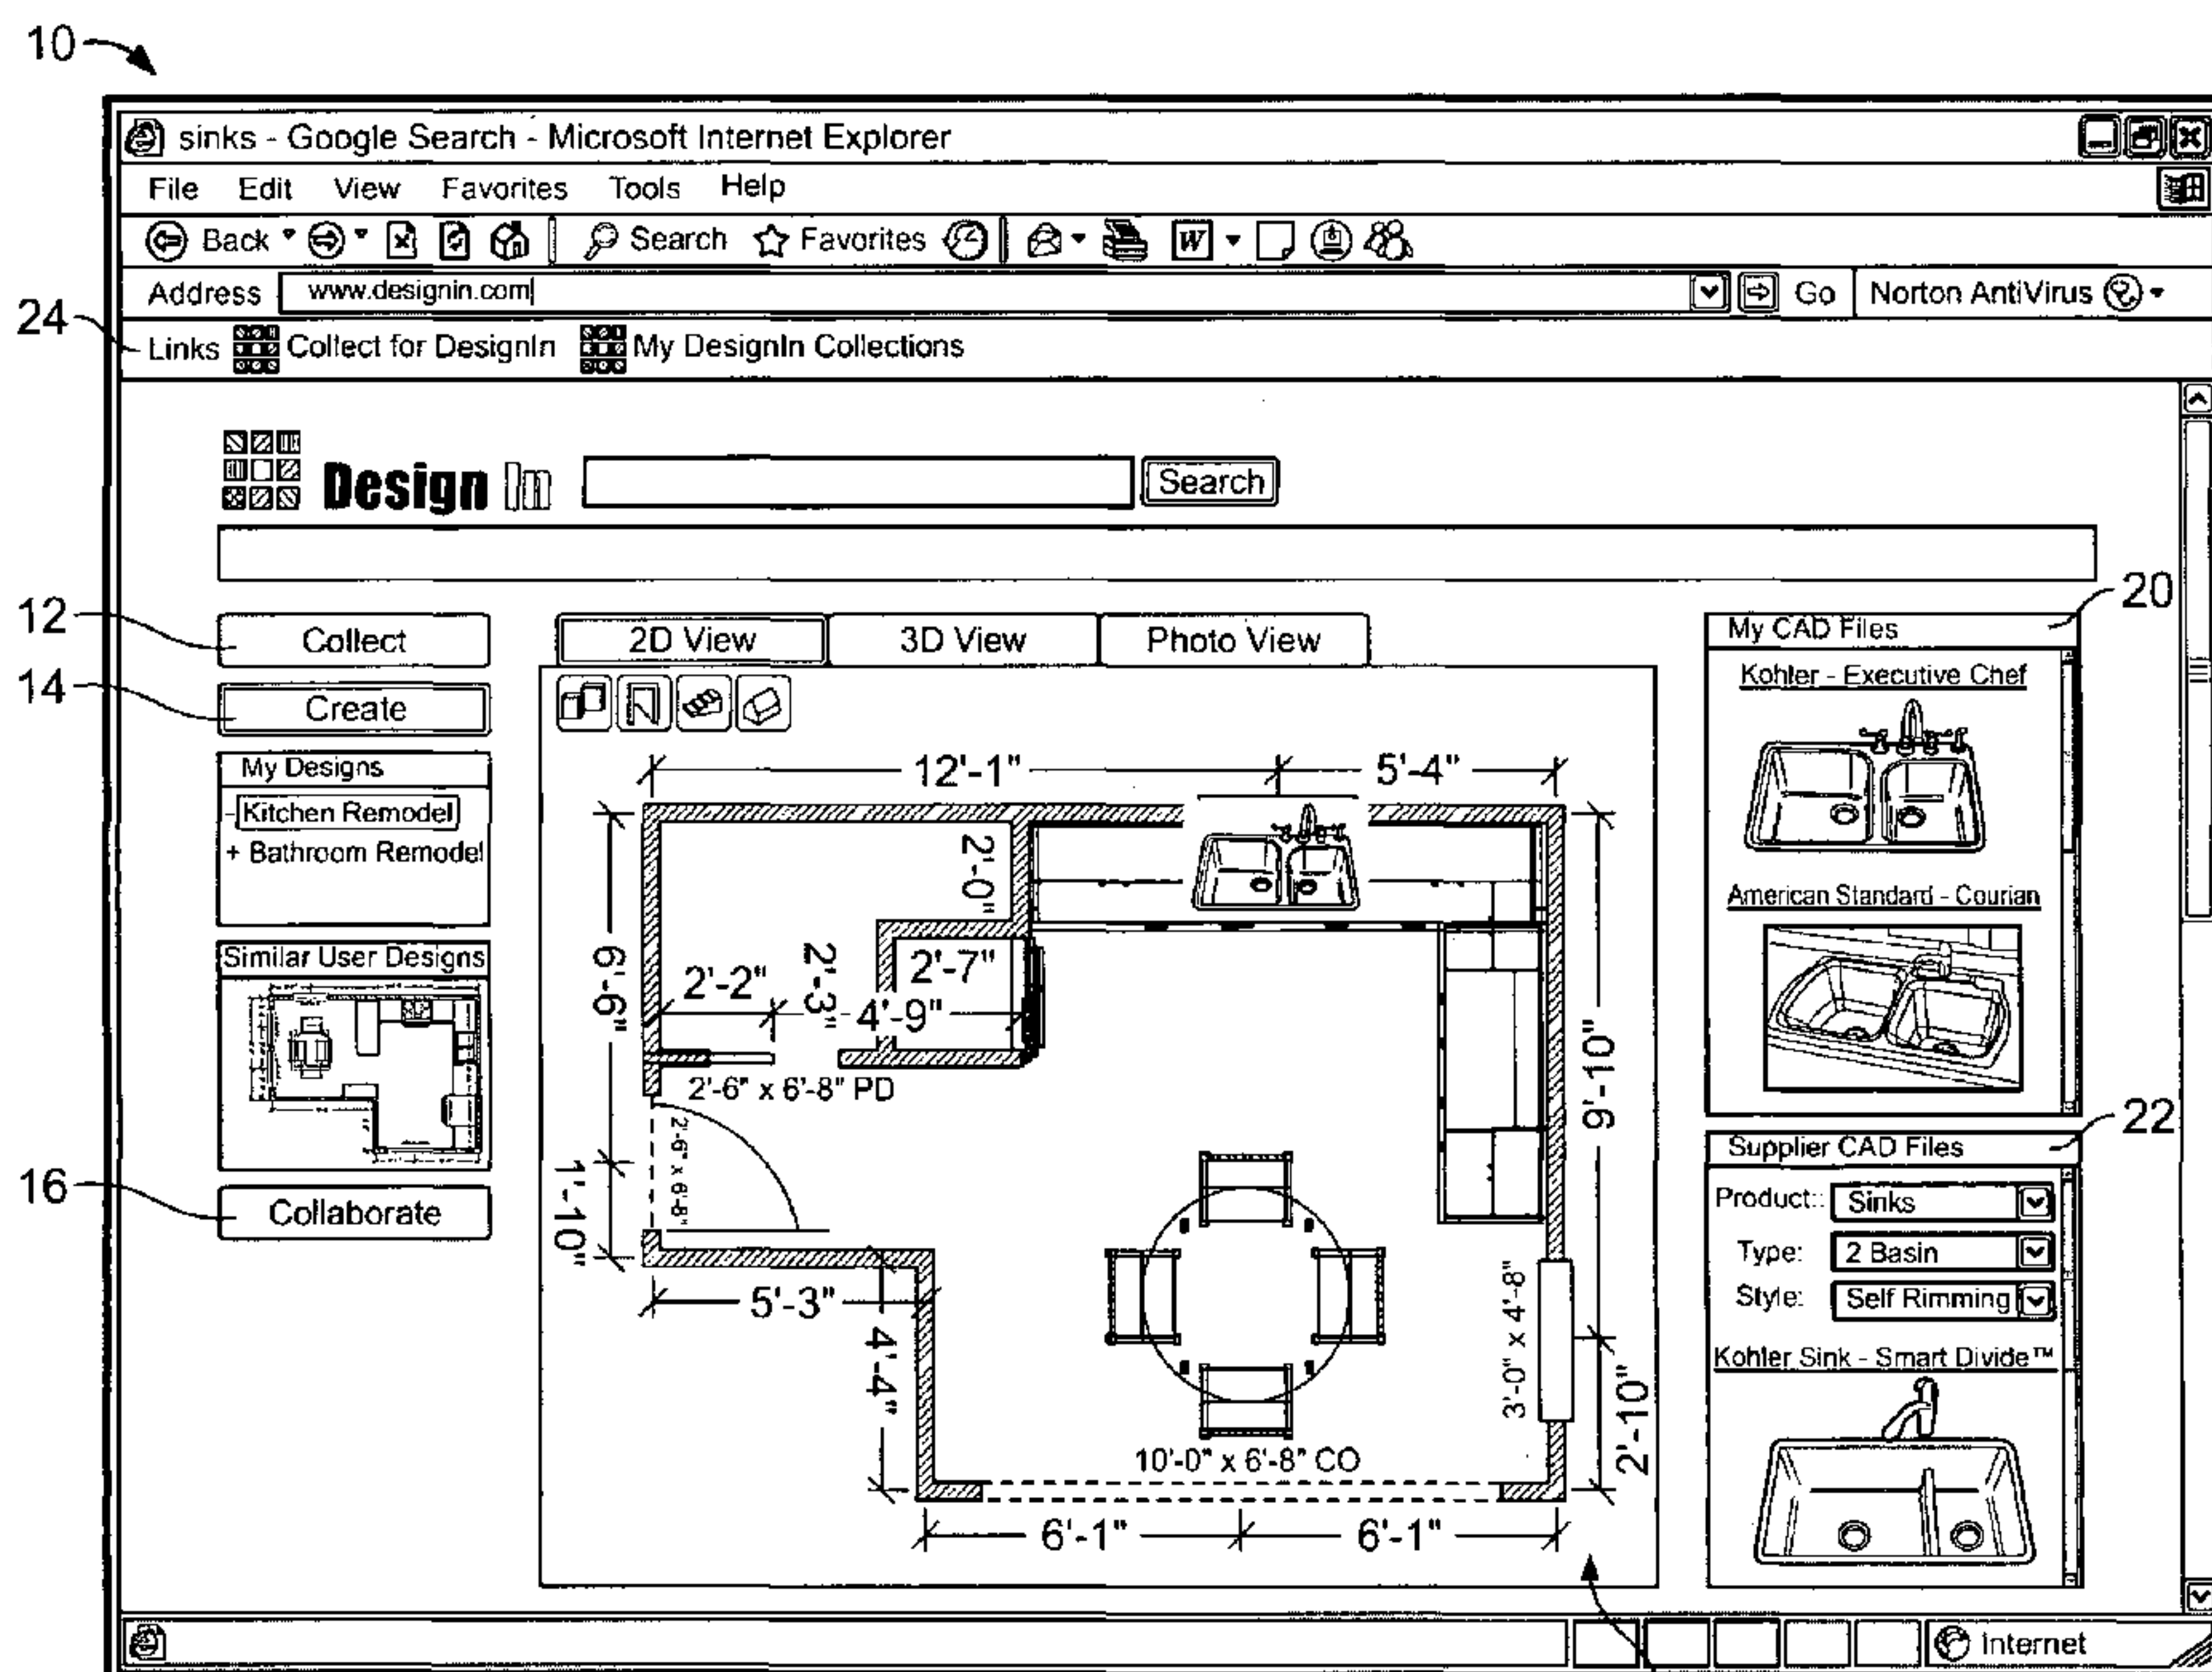 10
sinks - Google Search - Microsoft Internet Explorer
File Edit View Favorites Tools Help
Back Search Favorites W
Address www.designin.com Go Norton AntiVirus
24
Links Collect for DesignIn My DesignIn Collections
Design In Search
12
Collect
14
Create
My Designs
- Kitchen Remodel
+ Bathroom Remodel
Similar User Designs
16
Collaborate
2D View 3D View Photo View
12'-1" 5'-4"
2'-0"
6'-6"
2'-2" 2'-3" 2'-7"
4'-9"
9'-10"
2'-6" x 6'-8" PD
2'-6" x 6'-8"
1'-10"
5'-3"
4'-4"
3'-0" x 4'-8"
2'-10"
10'-0" x 6'-8" CO
6'-1" 6'-1"
20
My CAD Files
Kohler - Executive Chef
American Standard - Courian
22
Supplier CAD Files
Product:: Sinks
Type: 2 Basin
Style: Self Rimming
Kohler Sink - Smart Divide™
Internet